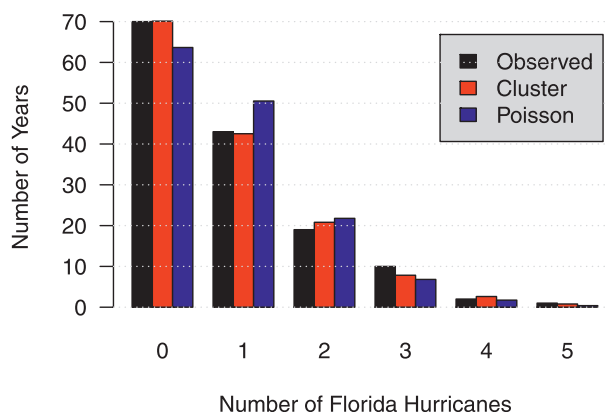 Number of Years
70
60
50
40
30
20
10
0
Observed
Cluster
Poisson
0 1 2 3 4 5
Number of Florida Hurricanes